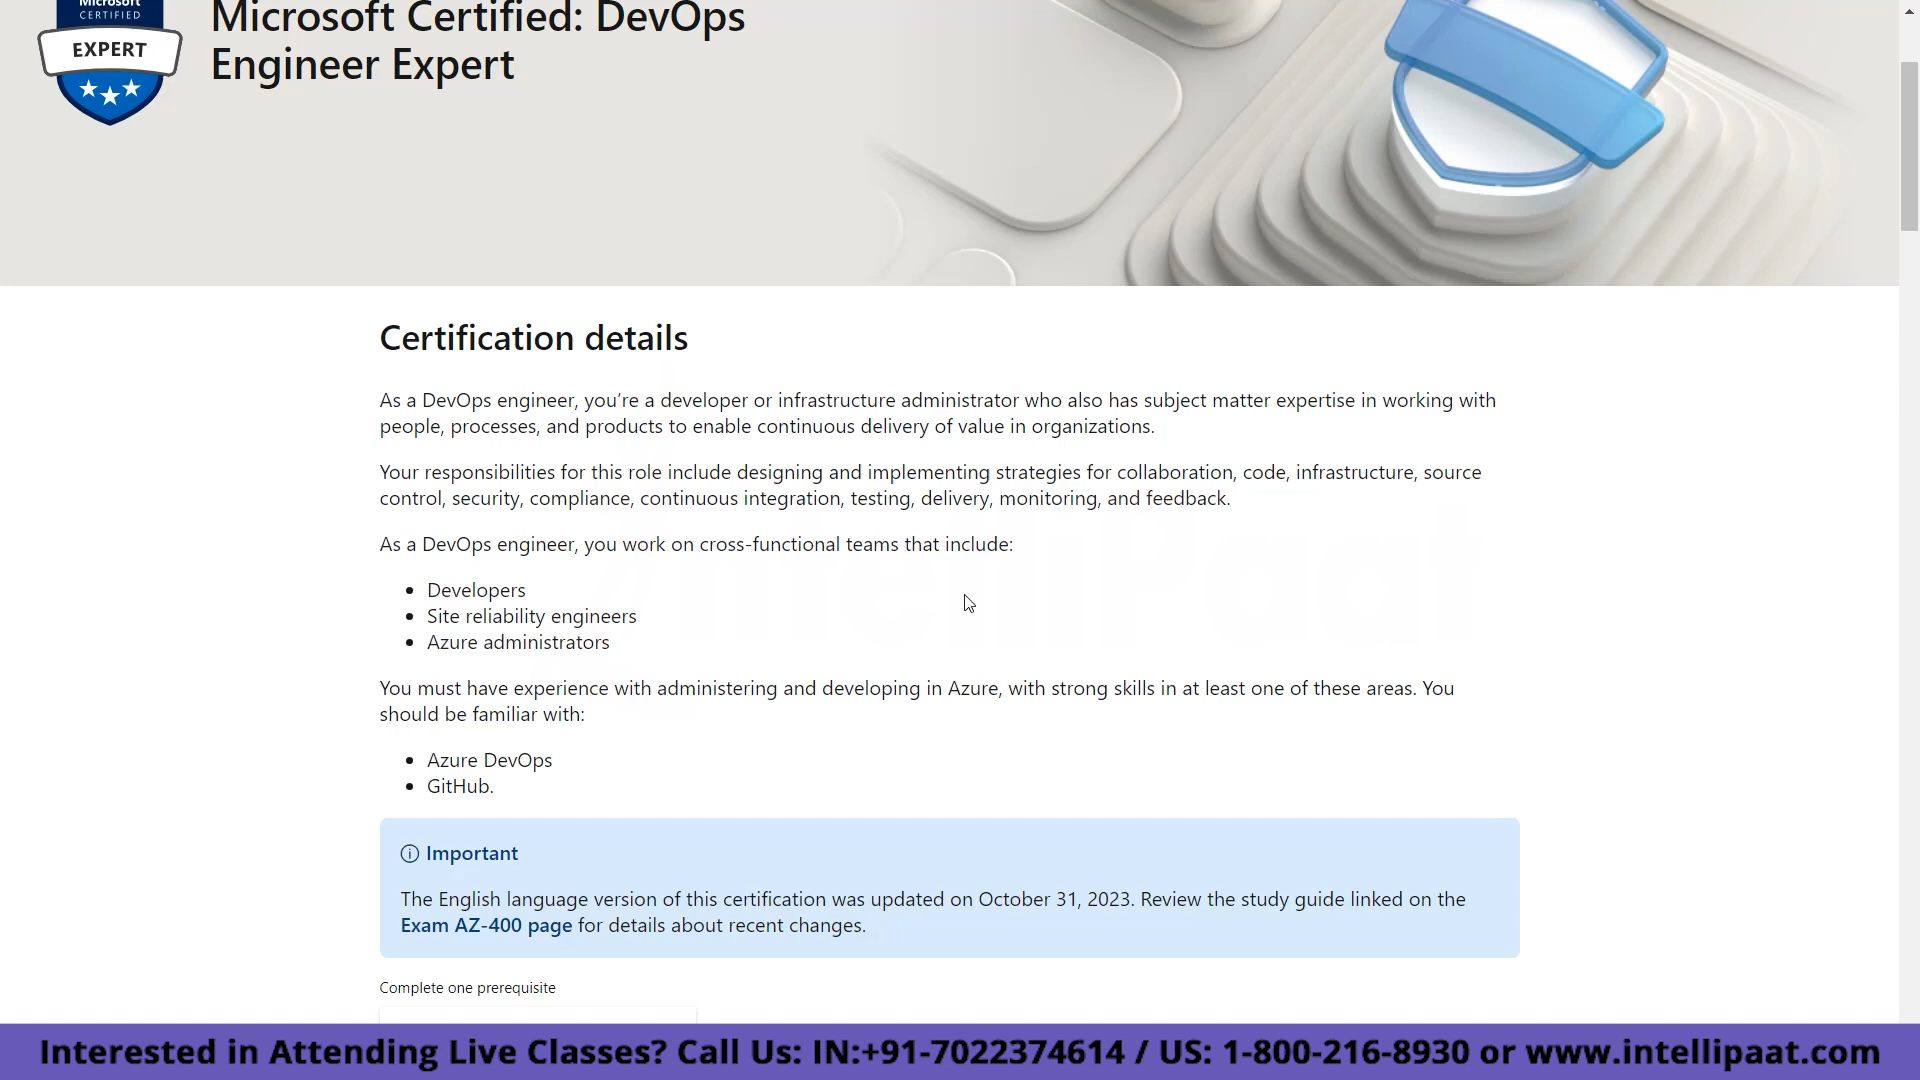 Microsoft
CERTIFIED
EXPERT
Microsoft Certified: DevOps
Engineer Expert
Certification details
As a DevOps engineer, you’re a developer or infrastructure administrator who also has subject matter expertise in working with
people, processes, and products to enable continuous delivery of value in organizations.
Your responsibilities for this role include designing and implementing strategies for collaboration, code, infrastructure, source
control, security, compliance, continuous integration, testing, delivery, monitoring, and feedback.
As a DevOps engineer, you work on cross-functional teams that include:
• Developers
• Site reliability engineers
• Azure administrators
You must have experience with administering and developing in Azure, with strong skills in at least one of these areas. You
should be familiar with:
• Azure DevOps
• GitHub.
Important
The English language version of this certification was updated on October 31, 2023. Review the study guide linked on the
Exam AZ-400 page for details about recent changes.
Complete one prerequisite
Interested in Attending Live Classes? Call Us: IN:+91-7022374614 / US: 1-800-216-8930 or www.intellipaat.com